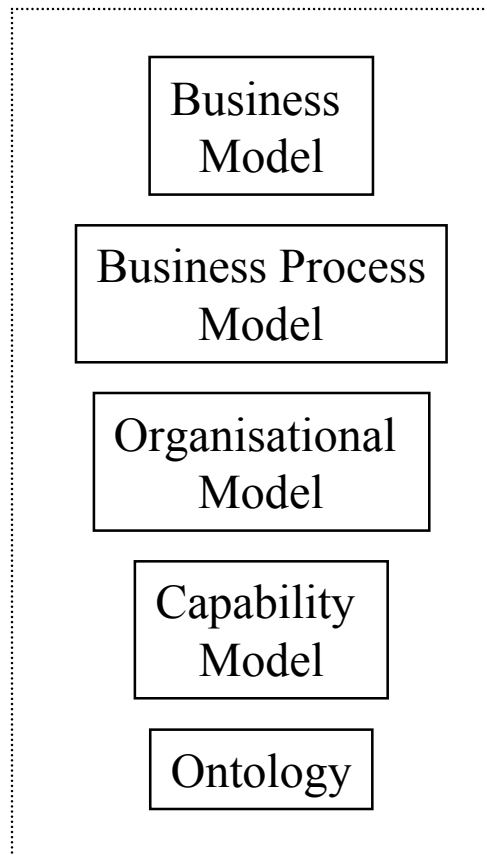 Business
Model
Business Process
Model
Organisational
Model
Capability
Model
Ontology